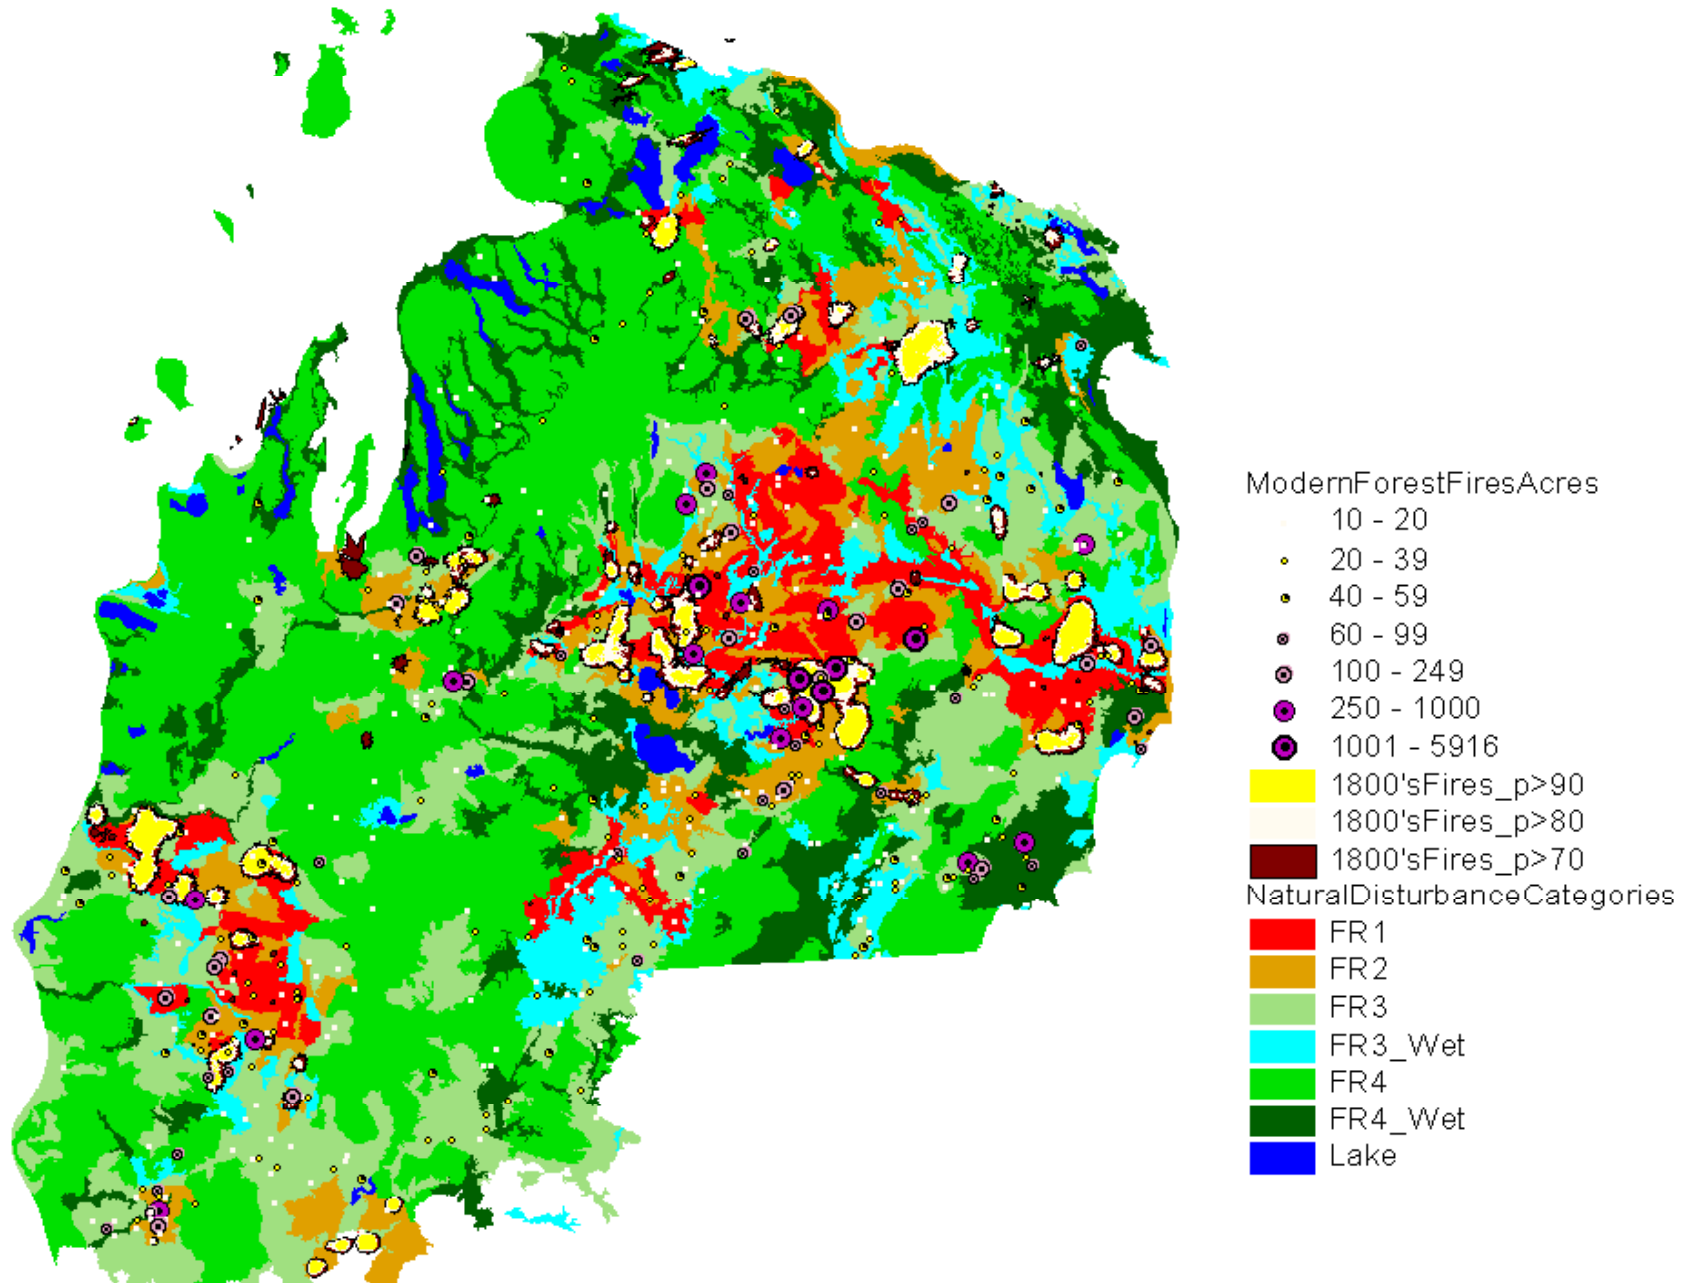 ModernForestFiresAcres
10 - 20
20 - 39
40 - 59
60 - 99
100 - 249
250 - 1000
1001 - 5916
1800'sFires_p>90
1800'sFires_p>80
1800'sFires_p>70
NaturalDisturbanceCategories
FR1
FR2
FR3
FR3_Wet
FR4
FR4_Wet
Lake